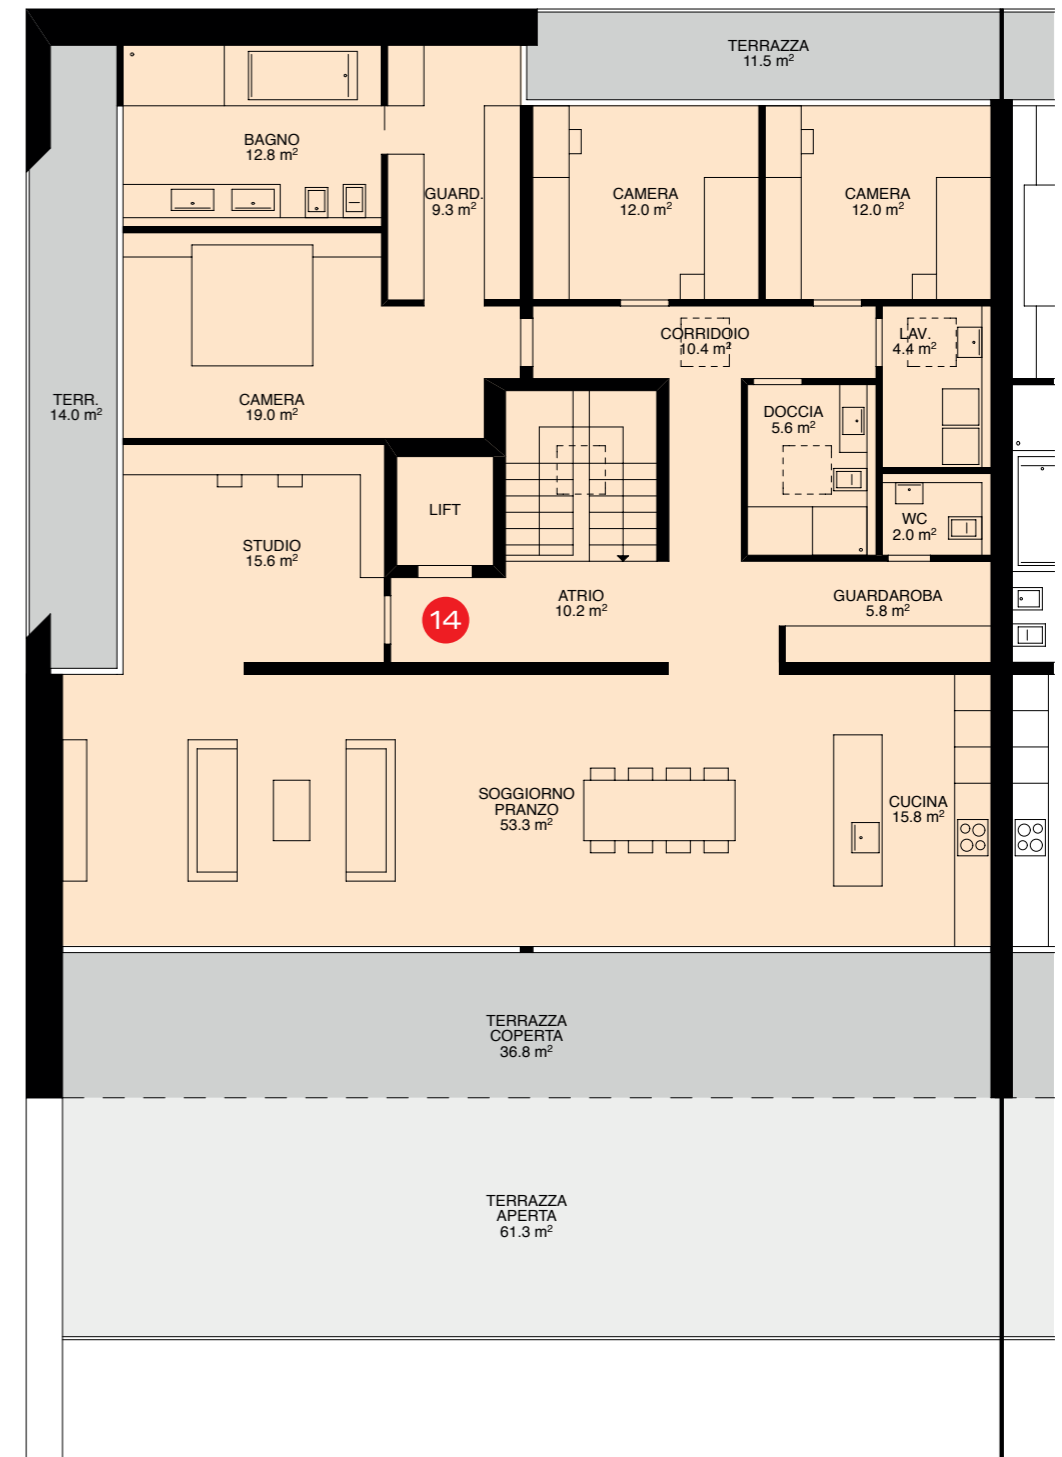 TERRAZZA
11.5 m²
BAGNO
12.8 m²
GUARD.
9.3 m²
CAMERA
12.0 m²
CAMERA
12.0 m²
CORRIDOIO
10.4 m²
LAV.
4.4 m²
TERR.
14.0 m²
CAMERA
19.0 m²
DOCCIA
5.6 m²
LIFT
WC
2.0 m²
STUDIO
15.6 m²
ATRIO
10.2 m²
GUARDAROBA
5.8 m²
14
SOGGIORNO
PRANZO
53.3 m²
CUCINA
15.8 m²
TERRAZZA
COPERTA
36.8 m²
TERRAZZA
APERTA
61.3 m²